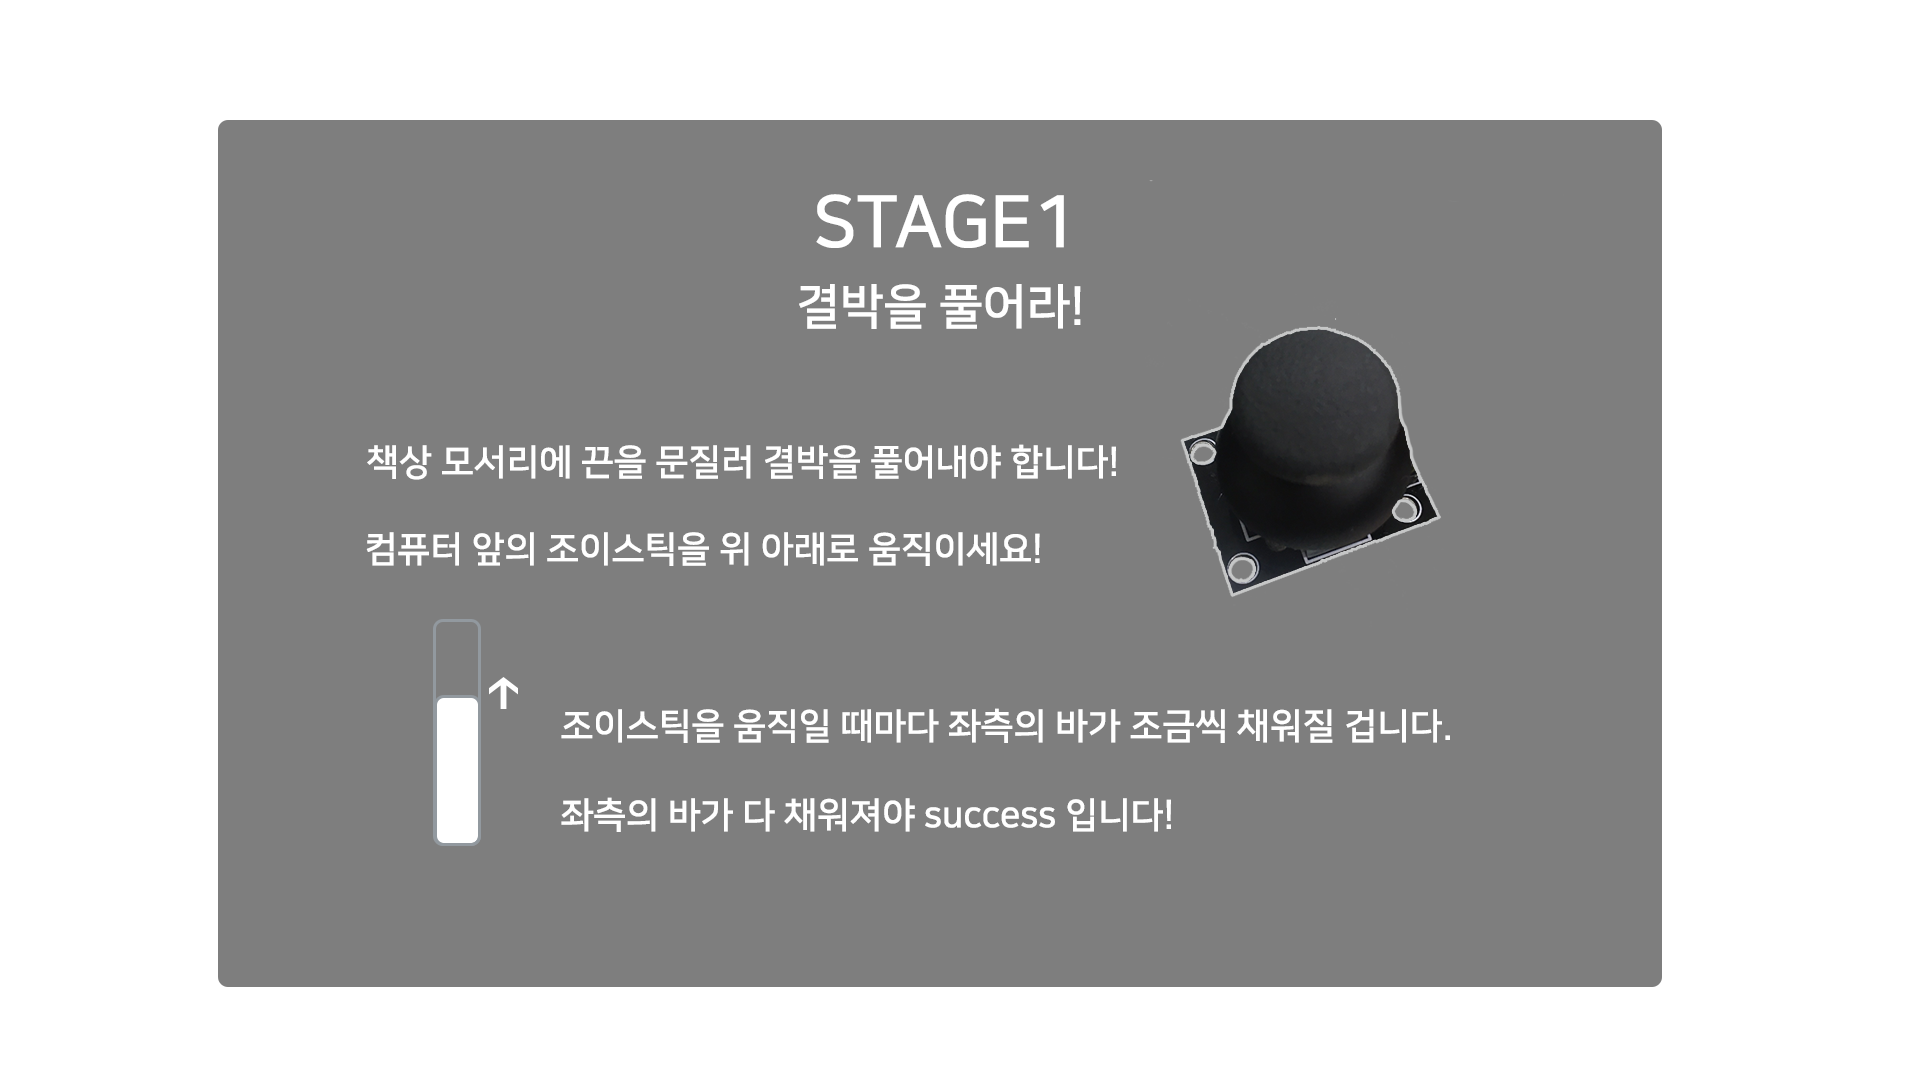 STAGE1
결박을 풀어라!
책상 모서리에 끈을 문질러 결박을 풀어내야 합니다!
컴퓨터 앞의 조이스틱을 위 아래로 움직이세요!
조이스틱을 움직일 때마다 좌측의 바가 조금씩 채워질 겁니다.
좌측의 바가 다 채워져야 success 입니다!